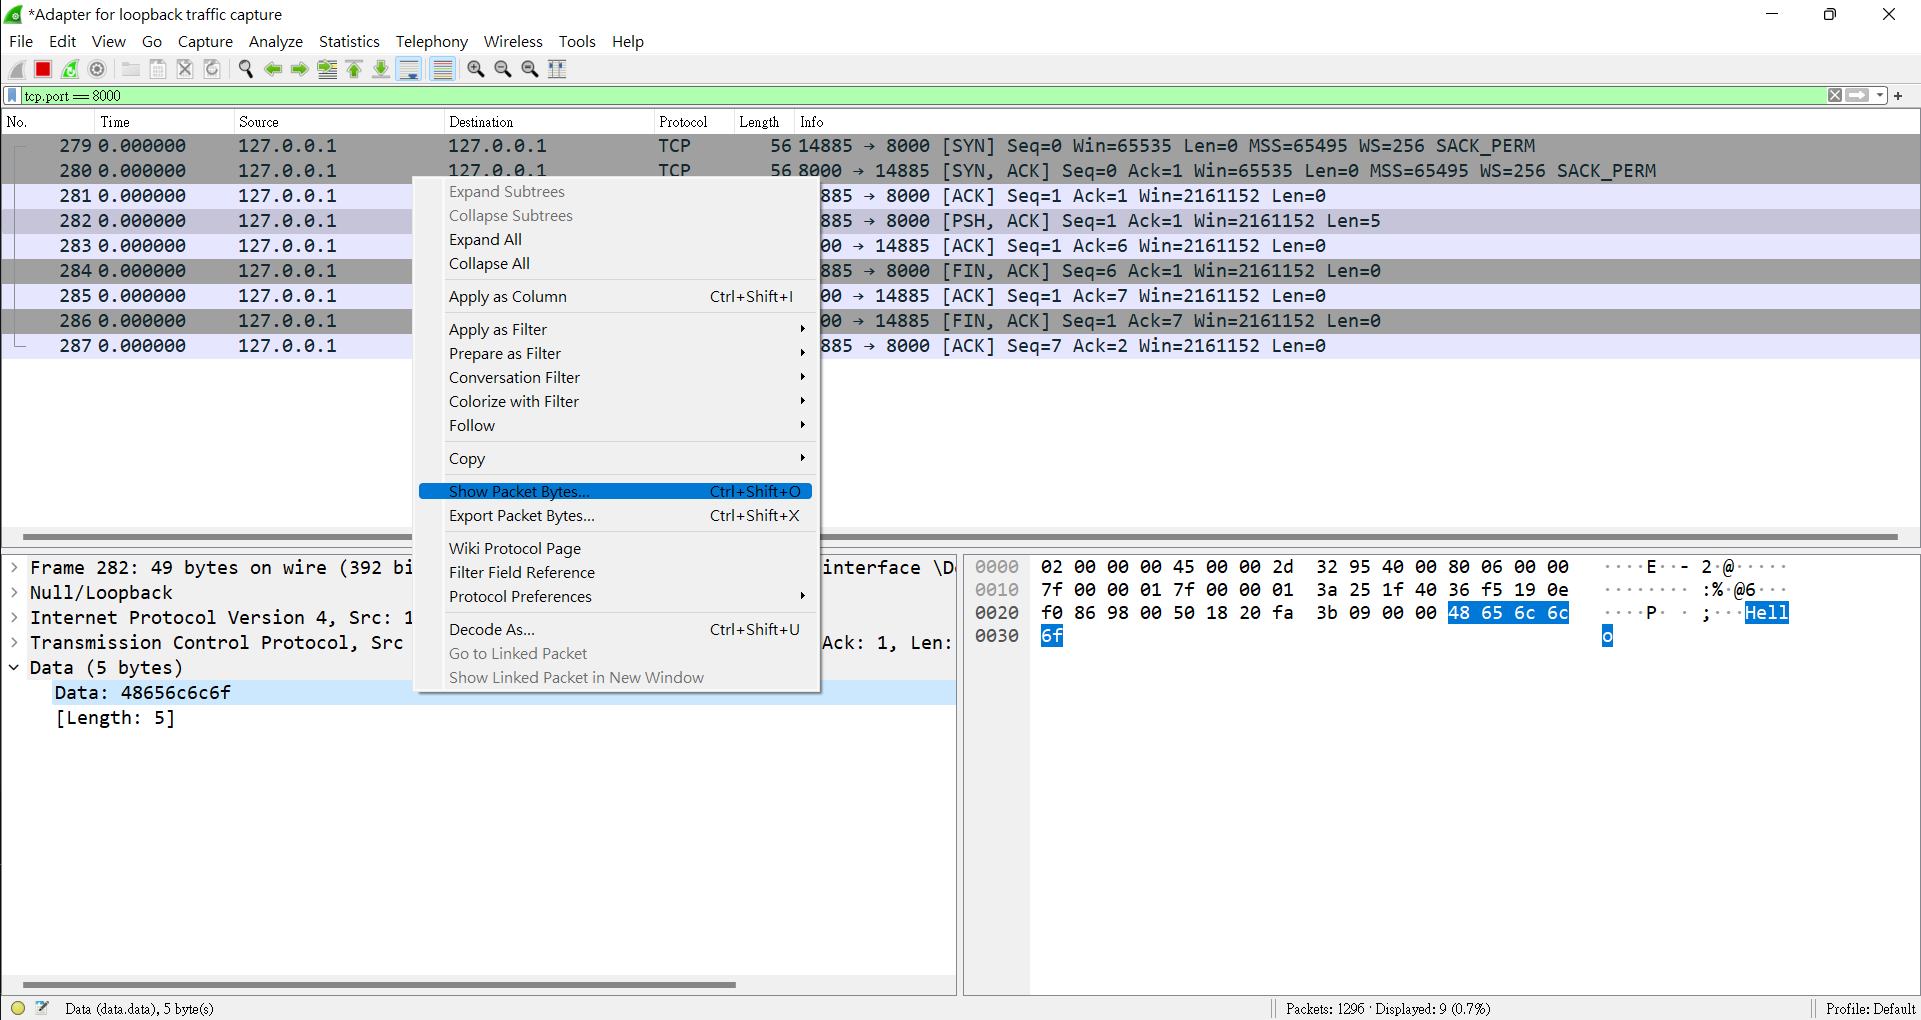 *Adapter for loopback traffic capture
File Edit View Go Capture Analyze Statistics Telephony Wireless Tools Help
tcp.port == 8000
No. Time Source Destination Protocol Length Info
279 0.000000 127.0.0.1 127.0.0.1 TCP 56 14885 → 8000 [SYN] Seq=0 Win=65535 Len=0 MSS=65495 WS=256 SACK_PERM
280 0.000000 127.0.0.1 127.0.0.1 TCP 56 8000 → 14885 [SYN, ACK] Seq=0 Ack=1 Win=65535 Len=0 MSS=65495 WS=256 SACK_PERM
281 0.000000 127.0.0.1 885 → 8000 [ACK] Seq=1 Ack=1 Win=2161152 Len=0
282 0.000000 127.0.0.1 885 → 8000 [PSH, ACK] Seq=1 Ack=1 Win=2161152 Len=5
283 0.000000 127.0.0.1 00 → 14885 [ACK] Seq=1 Ack=6 Win=2161152 Len=0
284 0.000000 127.0.0.1 885 → 8000 [FIN, ACK] Seq=6 Ack=1 Win=2161152 Len=0
285 0.000000 127.0.0.1 00 → 14885 [ACK] Seq=1 Ack=7 Win=2161152 Len=0
286 0.000000 127.0.0.1 00 → 14885 [FIN, ACK] Seq=1 Ack=7 Win=2161152 Len=0
287 0.000000 127.0.0.1 885 → 8000 [ACK] Seq=7 Ack=2 Win=2161152 Len=0
Expand Subtrees
Collapse Subtrees
Expand All
Collapse All
Apply as Column Ctrl+Shift+I
Apply as Filter
Prepare as Filter
Conversation Filter
Colorize with Filter
Follow
Copy
Show Packet Bytes... Ctrl+Shift+O
Export Packet Bytes... Ctrl+Shift+X
Wiki Protocol Page
Filter Field Reference
Protocol Preferences
Decode As... Ctrl+Shift+U
Go to Linked Packet
Show Linked Packet in New Window
Frame 282: 49 bytes on wire (392 bi interface \D
Null/Loopback
Internet Protocol Version 4, Src: 1
Transmission Control Protocol, Src Ack: 1, Len:
Data (5 bytes)
Data: 48656c6c6f
[Length: 5]
0000 02 00 00 00 45 00 00 2d 32 95 40 00 80 06 00 00 ····E··- 2·@·····
0010 7f 00 00 01 7f 00 00 01 3a 25 1f 40 36 f5 19 0e ········ :%·@6···
0020 f0 86 98 00 50 18 20 fa 3b 09 00 00 48 65 6c 6c ····P· · ;···Hell
0030 6f o
Data (data.data), 5 byte(s)
Packets: 1296 · Displayed: 9 (0.7%)
Profile: Default